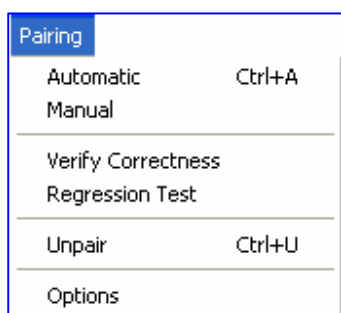 Pairing
Automatic Ctrl+A
Manual
Verify Correctness
Regression Test
Unpair Ctrl+U
Options